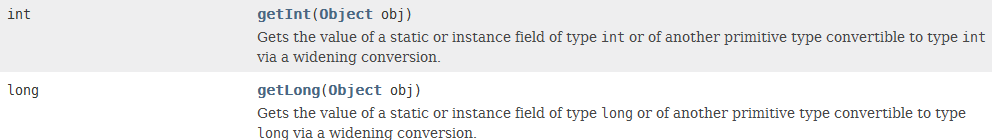 int getInt(Object obj)
Gets the value of a static or instance field of type int or of another primitive type convertible to type int
via a widening conversion.
long getLong(Object obj)
Gets the value of a static or instance field of type long or of another primitive type convertible to type
long via a widening conversion.